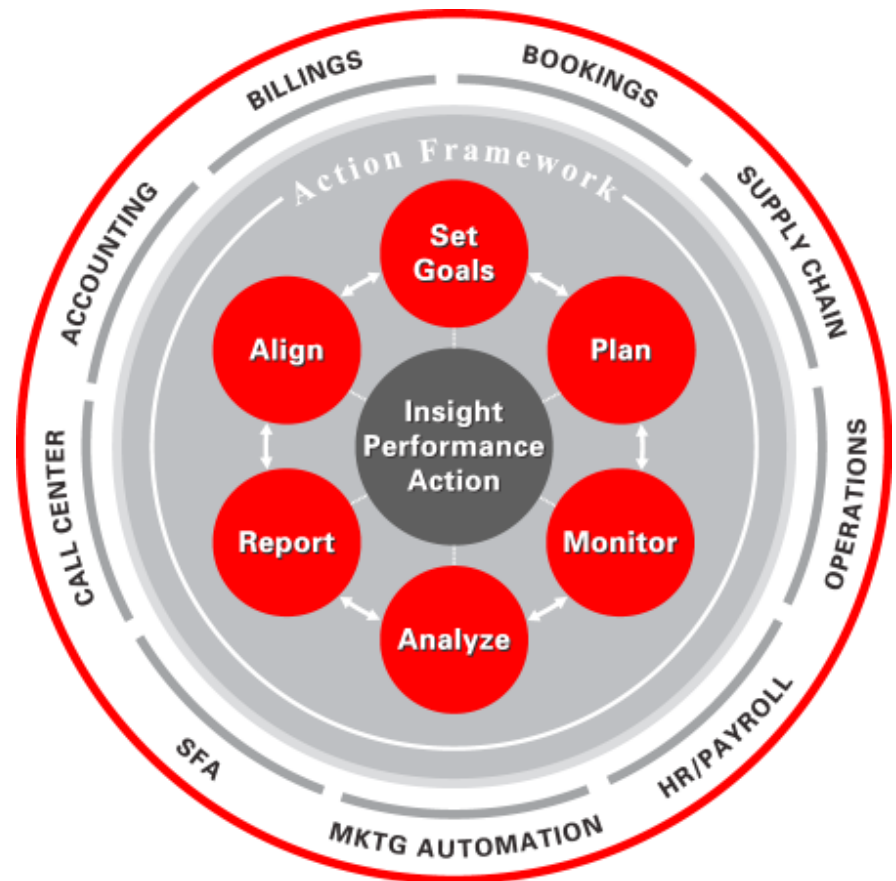 BILLINGS
BOOKINGS
SUPPLY CHAIN
OPERATIONS
HR/PAYROLL
MKTG AUTOMATION
SFA
CALL CENTER
ACCOUNTING
Action Framework
Set
Goals
Plan
Monitor
Analyze
Report
Align
Insight
Performance
Action